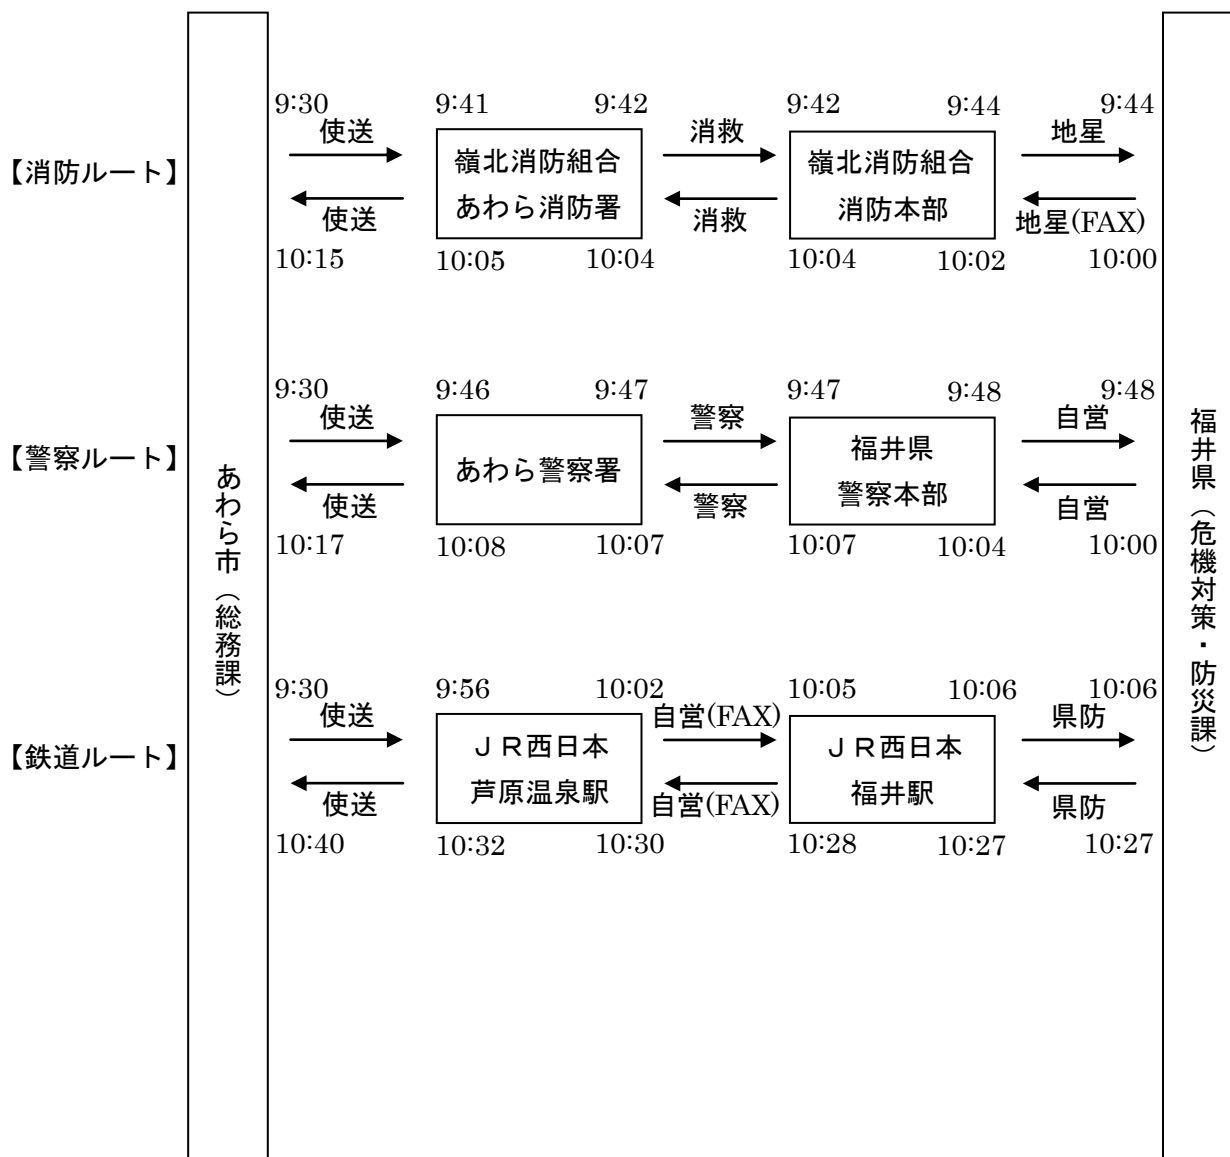 9:30 9:41 9:42 9:42 9:44 9:44
使送 消救 地星
【消防ルート】
嶺北消防組合
あわら消防署
嶺北消防組合
消防本部
使送 消救 地星(FAX)
10:15 10:05 10:04 10:04 10:02 10:00
9:30 9:46 9:47 9:47 9:48 9:48
使送 警察 自営
【警察ルート】
あわら警察署
福井県
警察本部
使送 警察 自営
10:17 10:08 10:07 10:07 10:04 10:00
あわら市（総務課）
福井県（危機対策・防災課）
9:30 9:56 10:02 10:05 10:06 10:06
使送 自営(FAX) 県防
【鉄道ルート】
ＪＲ西日本
芦原温泉駅
ＪＲ西日本
福井駅
使送 自営(FAX) 県防
10:40 10:32 10:30 10:28 10:27 10:27